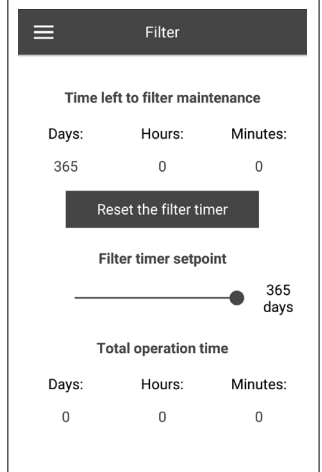 Filter
Time left to filter maintenance
Days: Hours: Minutes:
365 0 0
Reset the filter timer
Filter timer setpoint
365
days
Total operation time
Days: Hours: Minutes:
0 0 0